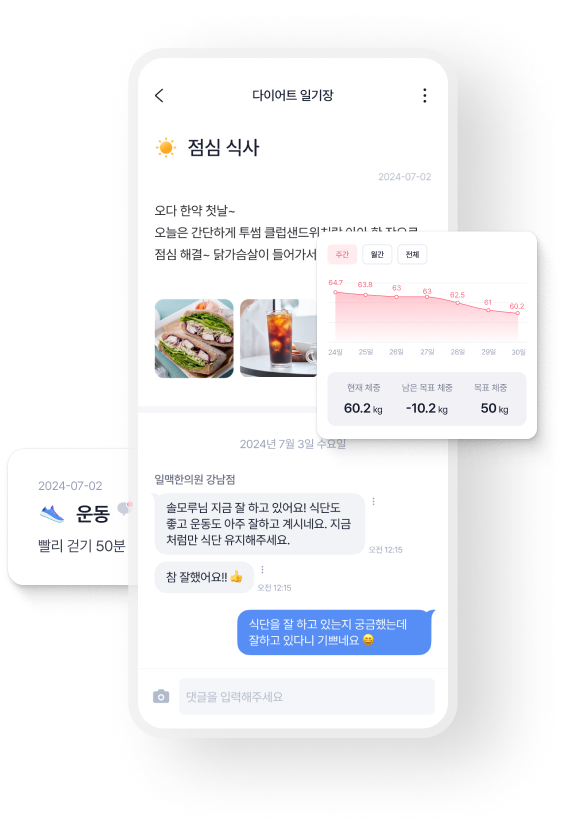 다이어트 일기장
점심 식사
2024-07-02
오다 한약 첫날~
오늘은 간단하게 투썸 클럽샌드위치랑
점심 해결~ 닭가슴살이 들어가서
주간 월간 전체
64.7 63.8 63 63 62.5 61 60.2
24일 25일 26일 27일 28일 29일 30일
현재 체중 남은 목표 체중 목표 체중
60.2 kg -10.2 kg 50 kg
2024년 7월 3일 수요일
일맥한의원 강남점
솔모루님 지금 잘 하고 있어요! 식단도
좋고 운동도 아주 잘하고 계시네요. 지금
처럼만 식단 유지해주세요.
오전 12:15
참 잘했어요!! 👍
오전 12:15
식단을 잘 하고 있는지 궁금했는데
잘하고 있다니 기쁘네요 😄
댓글을 입력해주세요
2024-07-02
운동
빨리 걷기 50분